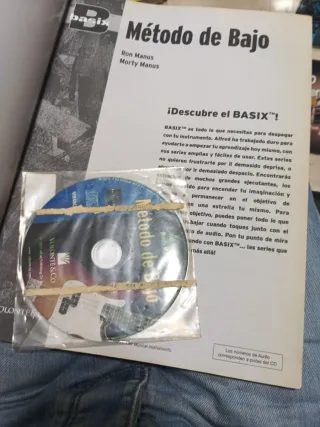 Basix
Método de Bajo
Ron Manus
Morty Manus
¡Descubre el BASIX™!
BASIX™ es todo lo que necesitas para despegar
con tu instrumento. Alfred ha trabajado duro para
ayudarte a empezar tu aprendizaje hoy mismo, con
sus series amplias y fáciles de usar. Estas series
no quieren frustrarte por ir demasido deprisa, o
por ir demasiado despacio. Encontrarás
de muchos grandes ejecutantes, los
para encender tu imaginación y
permanecer en el objetivo de
una estrella tu mismo. Para
objetivo, puedes poner todo lo que
bajar cuando toques junto con el
de audio. Pon tu punto de mira
con BASIX™... las series que
más allá!
Método de Bajo
VOLONTÈ&CO
Los números de Audio
corresponden a pistas del CD